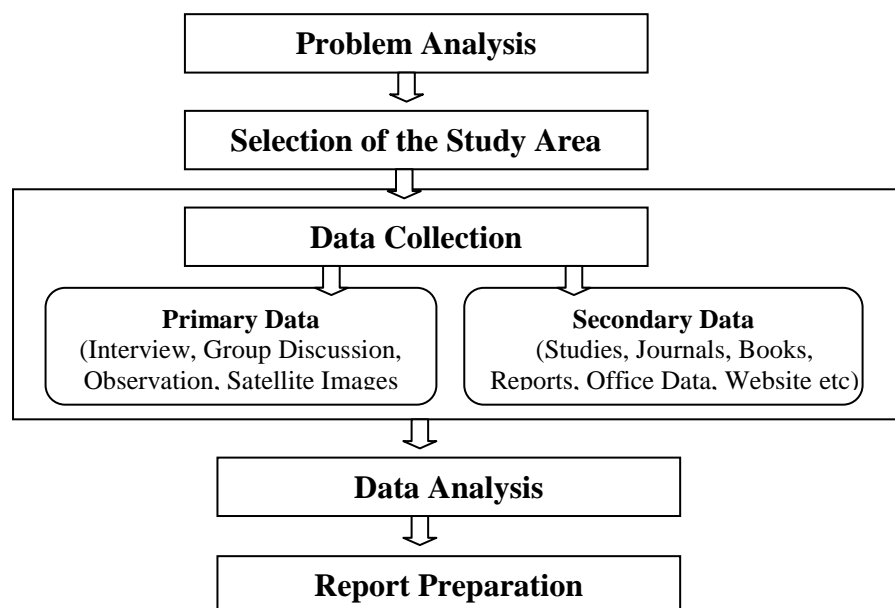 Problem Analysis
Selection of the Study Area
Data Collection
Primary Data
(Interview, Group Discussion,
Observation, Satellite Images
Secondary Data
(Studies, Journals, Books,
Reports, Office Data, Website etc)
Data Analysis
Report Preparation